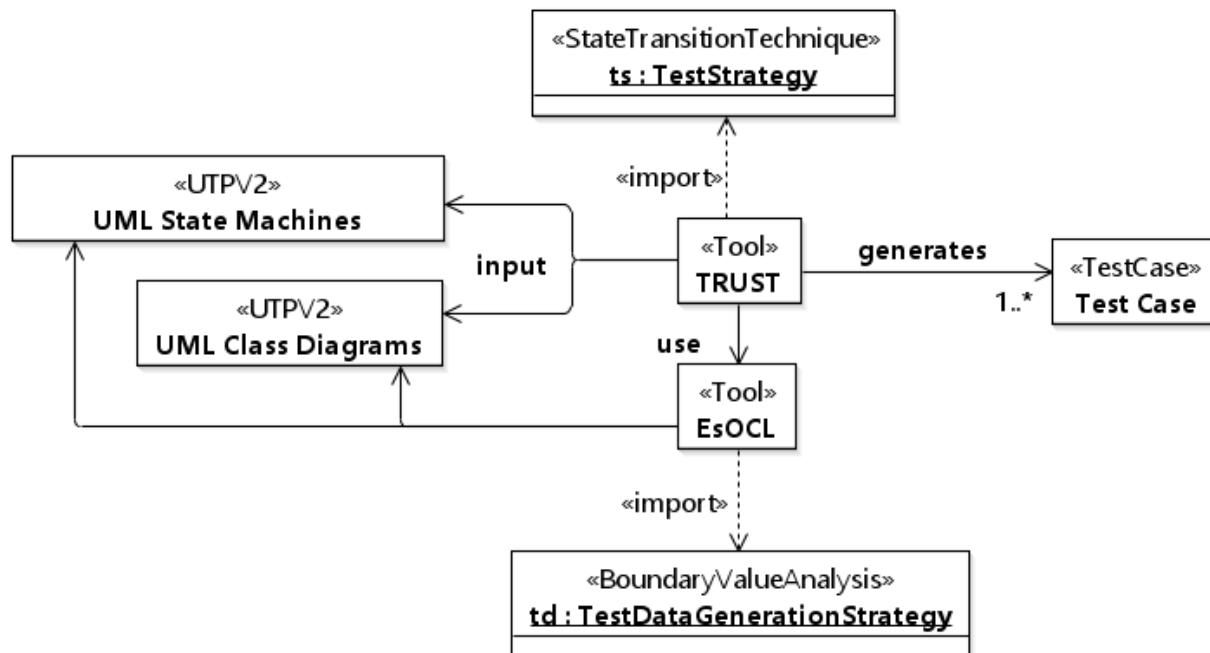 «StateTransitionTechnique»
ts : TestStrategy
«import»
«UTPV2»
UML State Machines
input
«Tool»
TRUST
generates
1..*
«TestCase»
Test Case
«UTPV2»
UML Class Diagrams
use
«Tool»
EsOCL
«import»
«BoundaryValueAnalysis»
td : TestDataGenerationStrategy